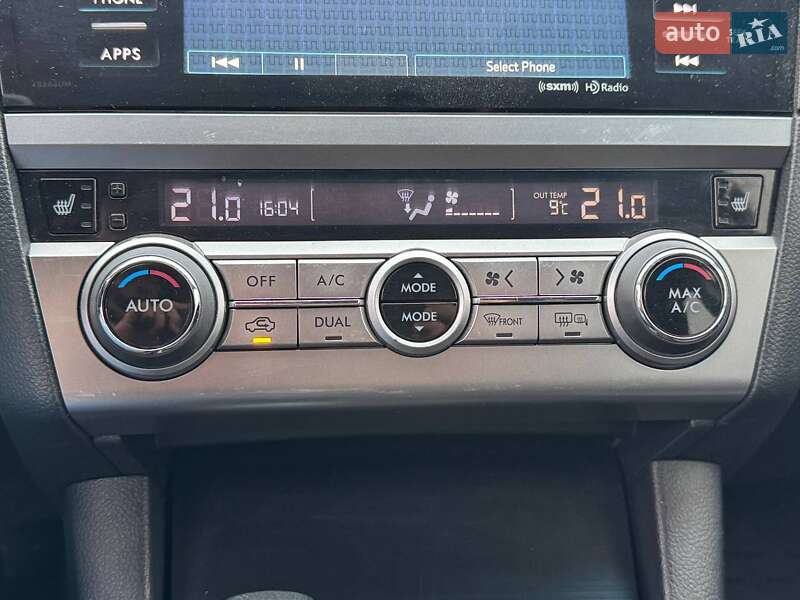 PHONE
APPS
Select Phone
((sxm)) HD Radio
auto RIA
.com
21.0 16:04 OUT TEMP 9°C 21.0
AUTO
OFF
A/C
MODE
MODE
DUAL
FRONT
MAX
A/C